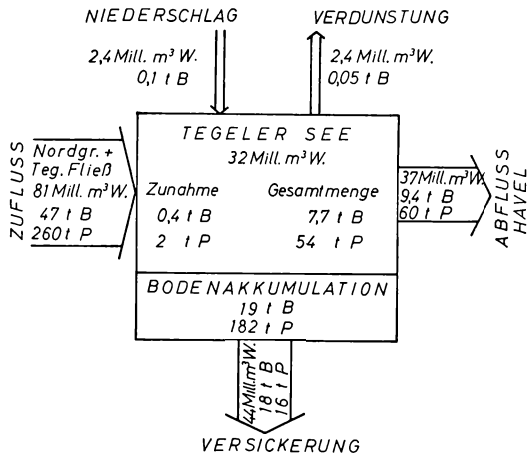 NIEDERSCHLAG
2,4 Mill. m³ W.
0,1 t B
VERDUNSTUNG
2,4 Mill. m³ W.
0,05 t B
ZUFLUSS
Nordgr. +
Teg. Fließ
81 Mill. m³ W.
47 t B
260 t P
TEGELER SEE
32 Mill. m³ W.
Zunahme
0,4 t B
2 t P
Gesamtmenge
7,7 t B
54 t P
37 Mill. m³ W.
9,4 t B
60 t P
ABFLUSS
HAVEL
BODENAKKUMULATION
19 t B
182 t P
44 Mill. m³ W.
18 t B
16 t P
VERSICKERUNG